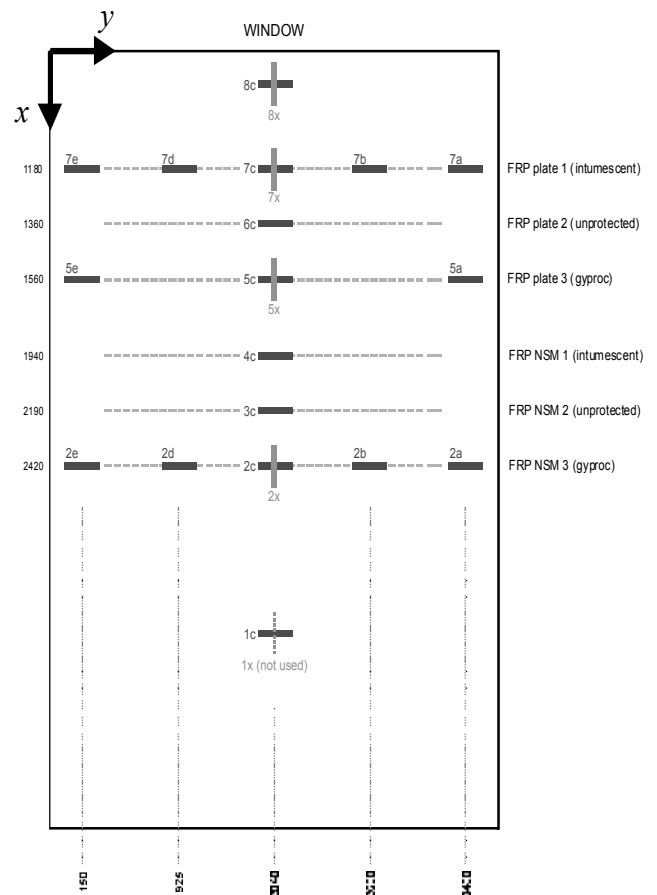 WINDOW
y
x
8c
8x
7e 7d 7c 7b 7a
1180 FRP plate 1 (intumescent)
7x
1360 6c FRP plate 2 (unprotected)
5e 5c 5a
1560 FRP plate 3 (gyproc)
5x
1940 4c FRP NSM 1 (intumescent)
2190 3c FRP NSM 2 (unprotected)
2e 2d 2c 2b 2a
2420 FRP NSM 3 (gyproc)
2x
1c
1x (not used)
150 925